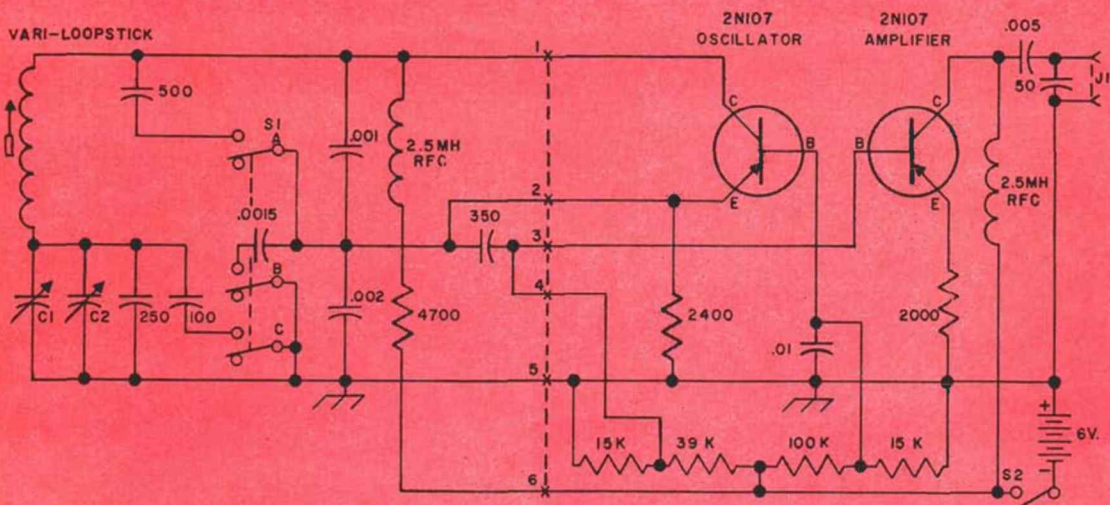 VARI-LOOPSTICK
2N107
OSCILLATOR
2N107
AMPLIFIER
.005
50
J1
1
500
S1
A
.001
2.5MH
RFC
C
B
E
C
B
E
2.5MH
RFC
2
350
3
4
.0015
B
C
C1
C2
250
100
.002
4700
2400
.01
2000
5
15K
39K
100K
15K
+
6V.
-
S2
6